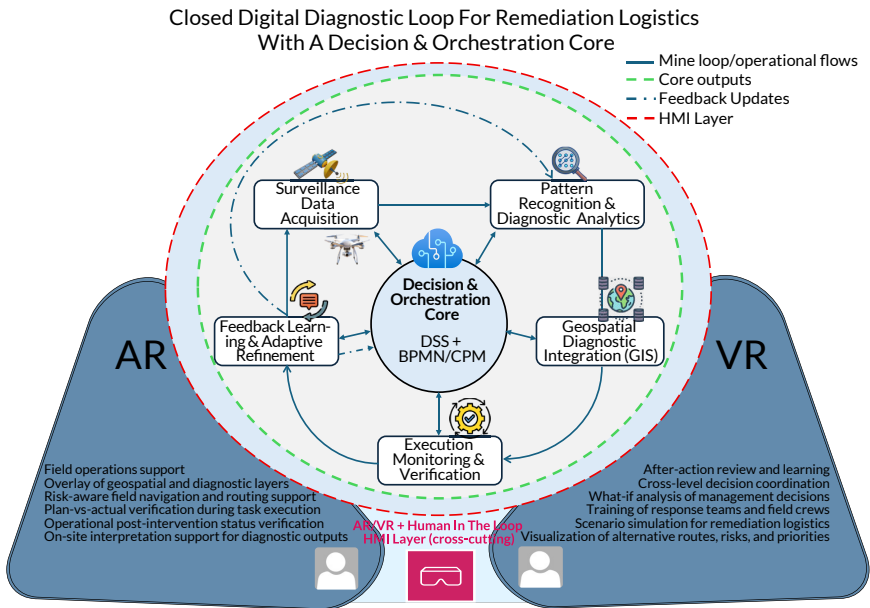 Closed Digital Diagnostic Loop For Remediation Logistics
With A Decision & Orchestration Core
Mine loop/operational flows
Core outputs
Feedback Updates
HMI Layer
Surveillance
Data
Acquisition
Pattern
Recognition &
Diagnostic Analytics
Decision &
Orchestration
Core
DSS +
BPMN/CPM
Feedback Learn-
ing & Adaptive
Refinement
Geospatial
Diagnostic
Integration (GIS)
Execution
Monitoring &
Verification
AR
Field operations support
Overlay of geospatial and diagnostic layers
Risk-aware field navigation and routing support
Plan-vs-actual verification during task execution
Operational post-intervention status verification
On-site interpretation support for diagnostic outputs
VR
After-action review and learning
Cross-level decision coordination
What-if analysis of management decisions
Training of response teams and field crews
Scenario simulation for remediation logistics
Visualization of alternative routes, risks, and priorities
AR/VR + Human In The Loop
HMI Layer (cross-cutting)